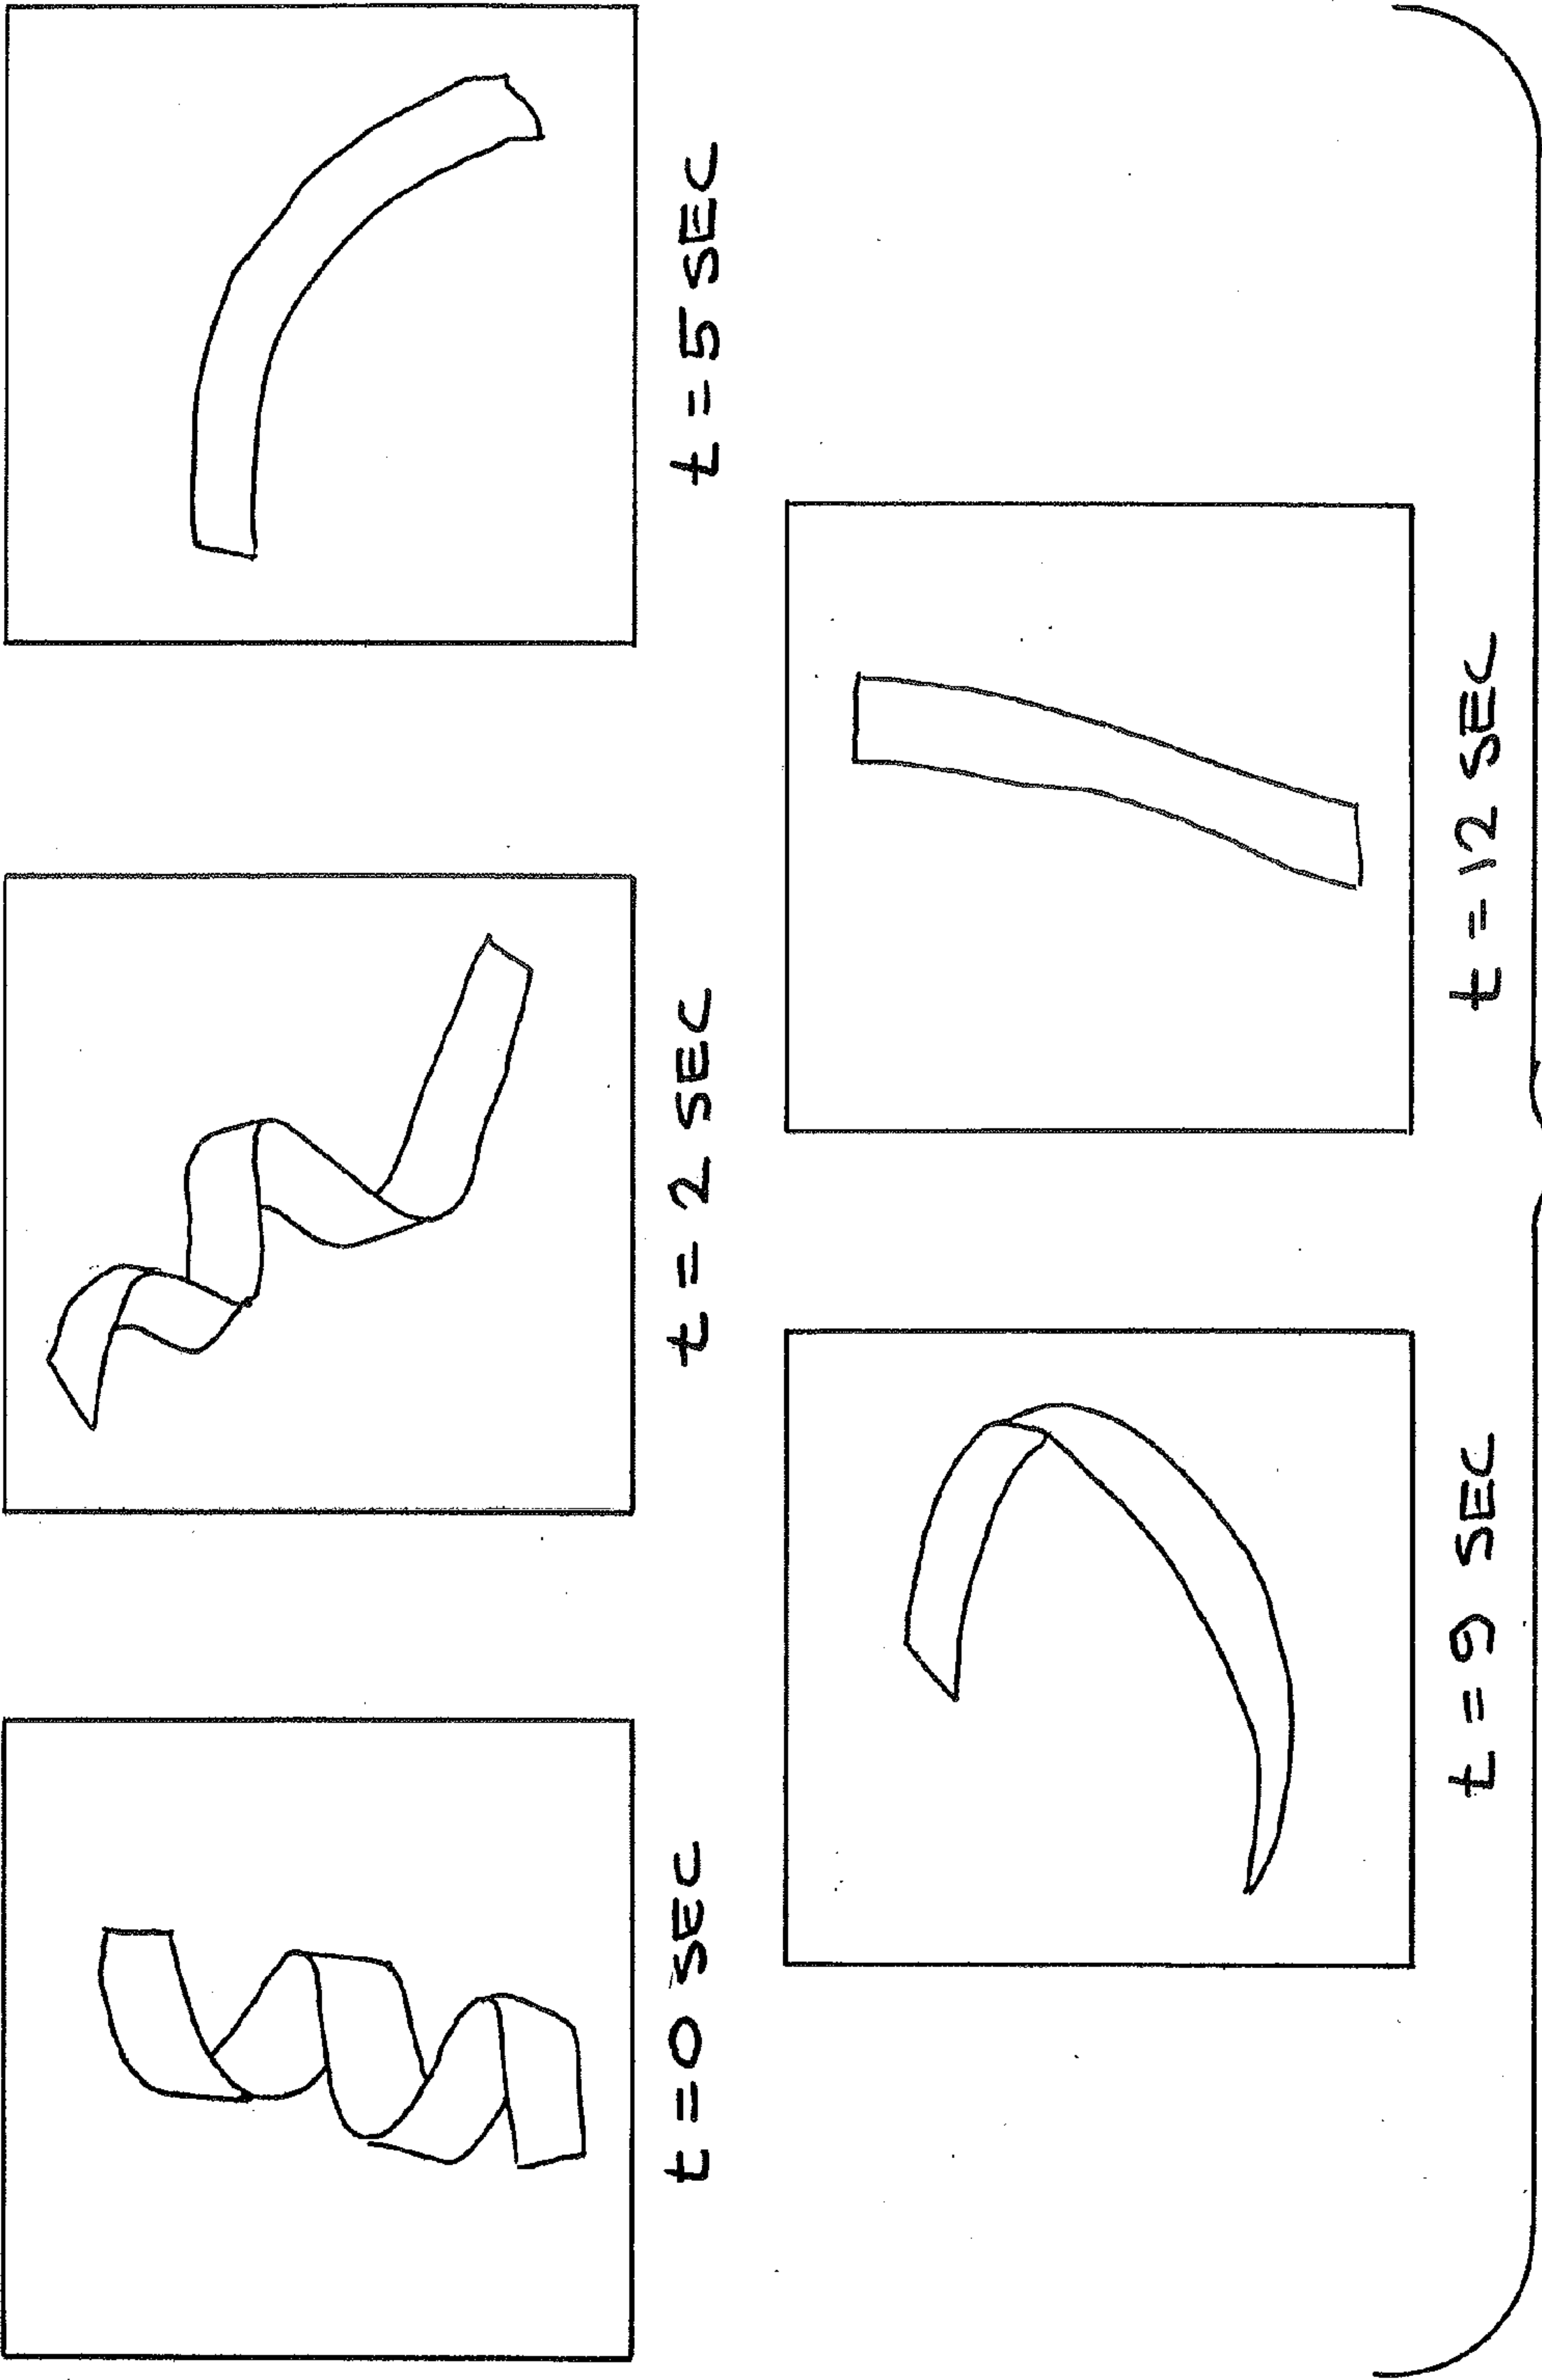 t=0 SEC
t = 2 SEC
t = 5 SEC
t = 9 SEC
t = 12 SEC